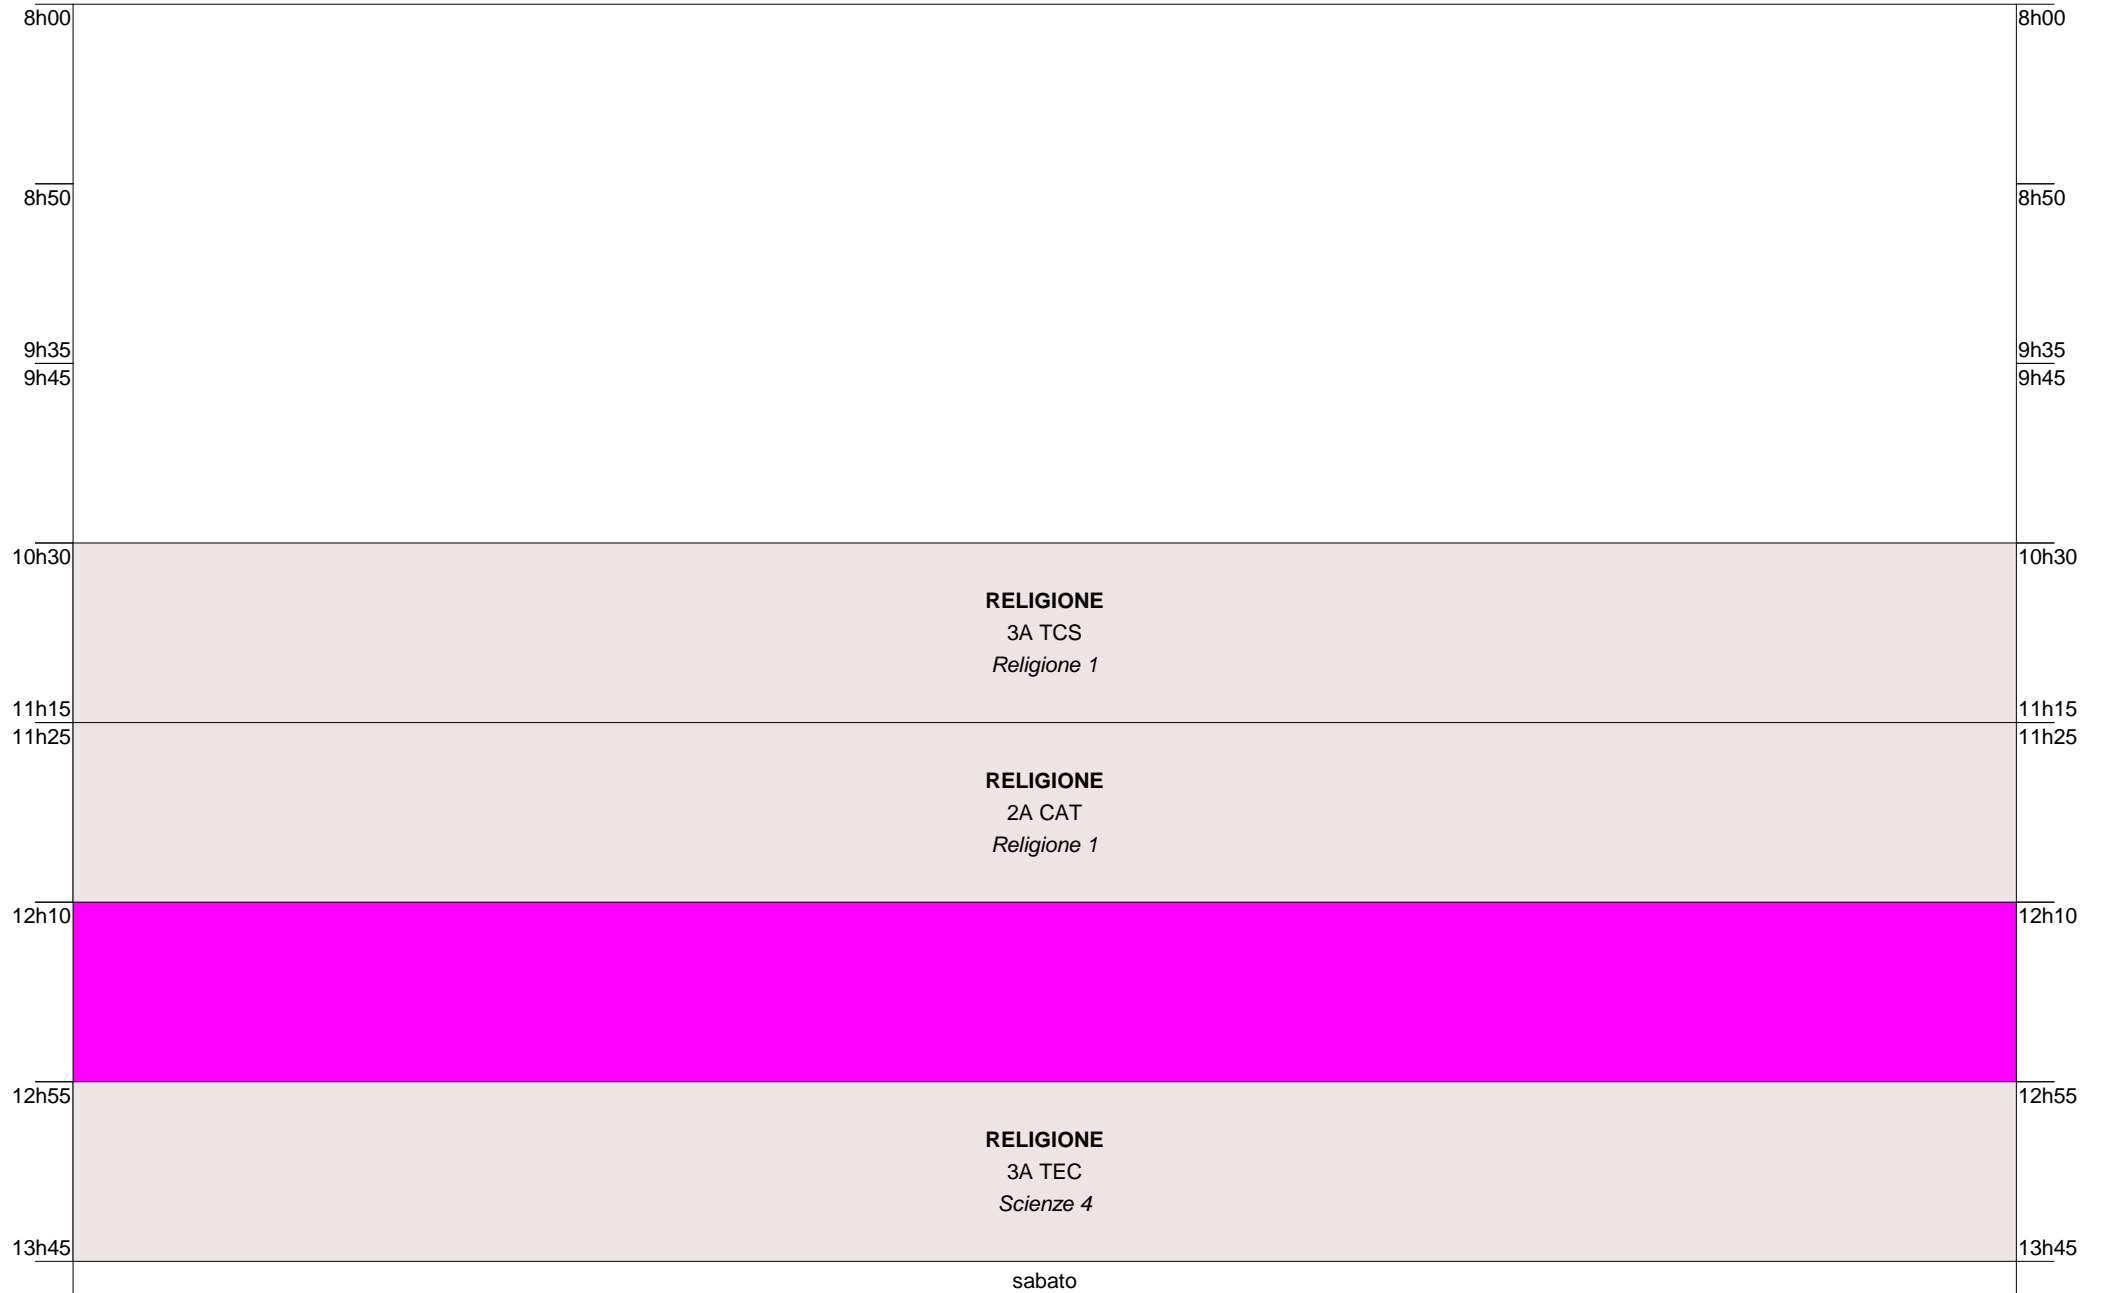 8h00 8h00
8h50 8h50
9h35 9h35
9h45 9h45
10h30 10h30
RELIGIONE
3A TCS
Religione 1
11h15 11h15
11h25 11h25
RELIGIONE
2A CAT
Religione 1
12h10 12h10
12h55 12h55
RELIGIONE
3A TEC
Scienze 4
13h45 13h45
sabato